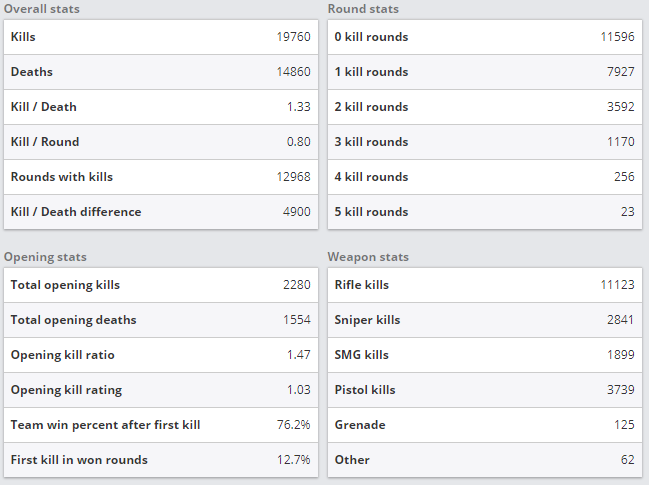 Overall stats
Kills 19760
Deaths 14860
Kill / Death 1.33
Kill / Round 0.80
Rounds with kills 12968
Kill / Death difference 4900
Round stats
0 kill rounds 11596
1 kill rounds 7927
2 kill rounds 3592
3 kill rounds 1170
4 kill rounds 256
5 kill rounds 23
Opening stats
Total opening kills 2280
Total opening deaths 1554
Opening kill ratio 1.47
Opening kill rating 1.03
Team win percent after first kill 76.2%
First kill in won rounds 12.7%
Weapon stats
Rifle kills 11123
Sniper kills 2841
SMG kills 1899
Pistol kills 3739
Grenade 125
Other 62